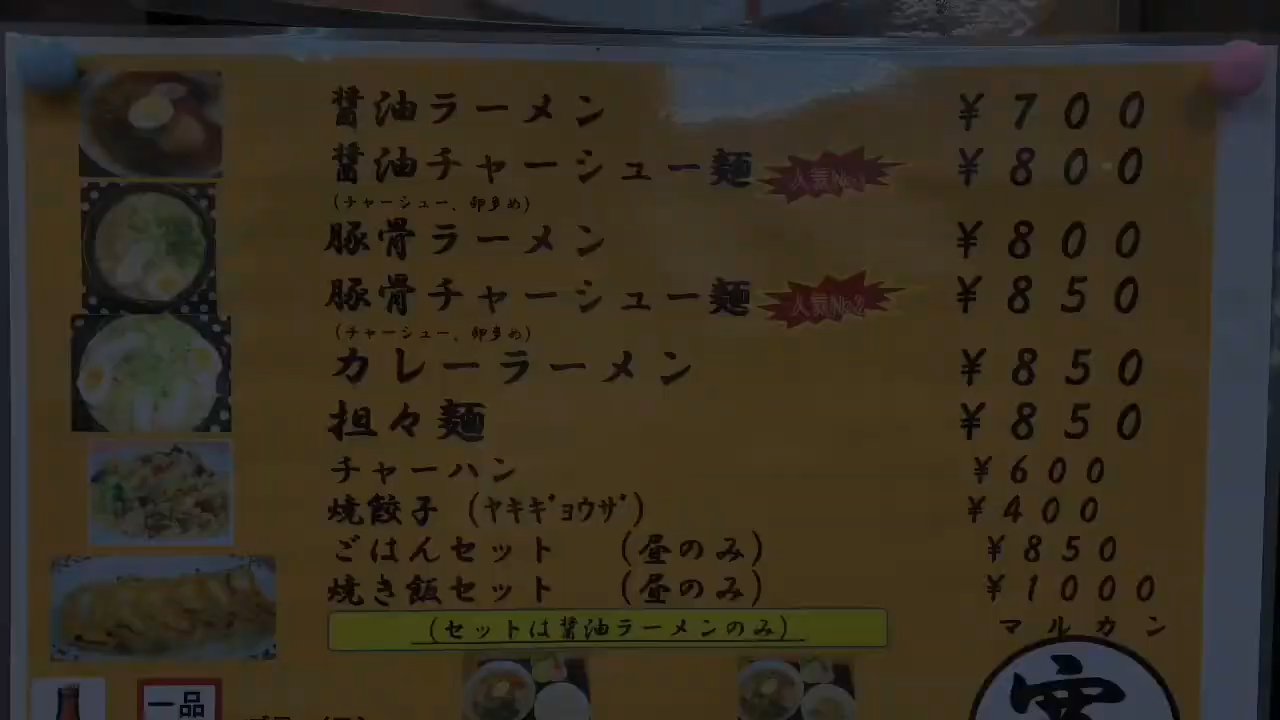 醤油ラーメン ¥700
醤油チャーシュー麺 人気No.1 ¥800
(チャーシュー、卵多め)
豚骨ラーメン ¥800
豚骨チャーシュー麺 人気No.2 ¥850
(チャーシュー、卵多め)
カレーラーメン ¥850
担々麺 ¥850
チャーハン ¥600
焼餃子 (ヤキギョウザ) ¥400
ごはんセット (昼のみ) ¥850
焼き飯セット (昼のみ) ¥1000
(セットは醤油ラーメンのみ)
マルカン
一品